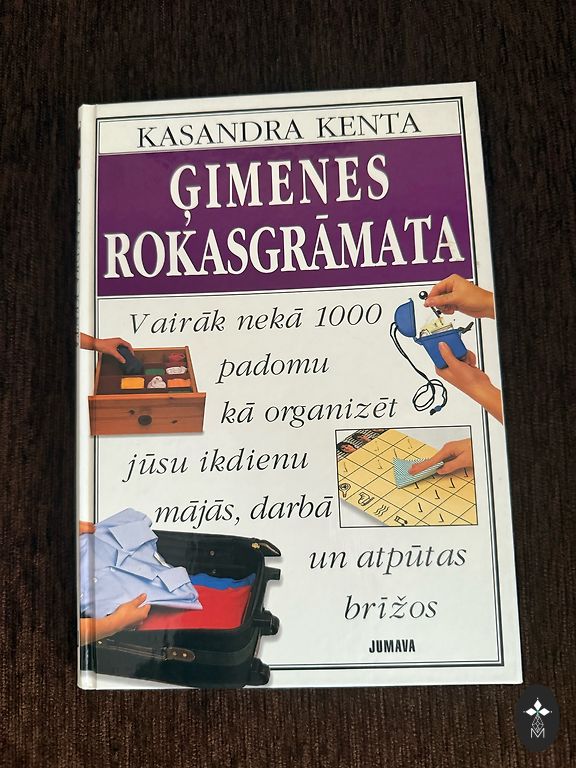 KASANDRA KENTA
ĢIMENES
ROKASGRĀMATA
Vairāk nekā 1000
padomu
kā organizēt
jūsu ikdienu
mājās, darbā
un atpūtas
brīžos
JUMAVA
M